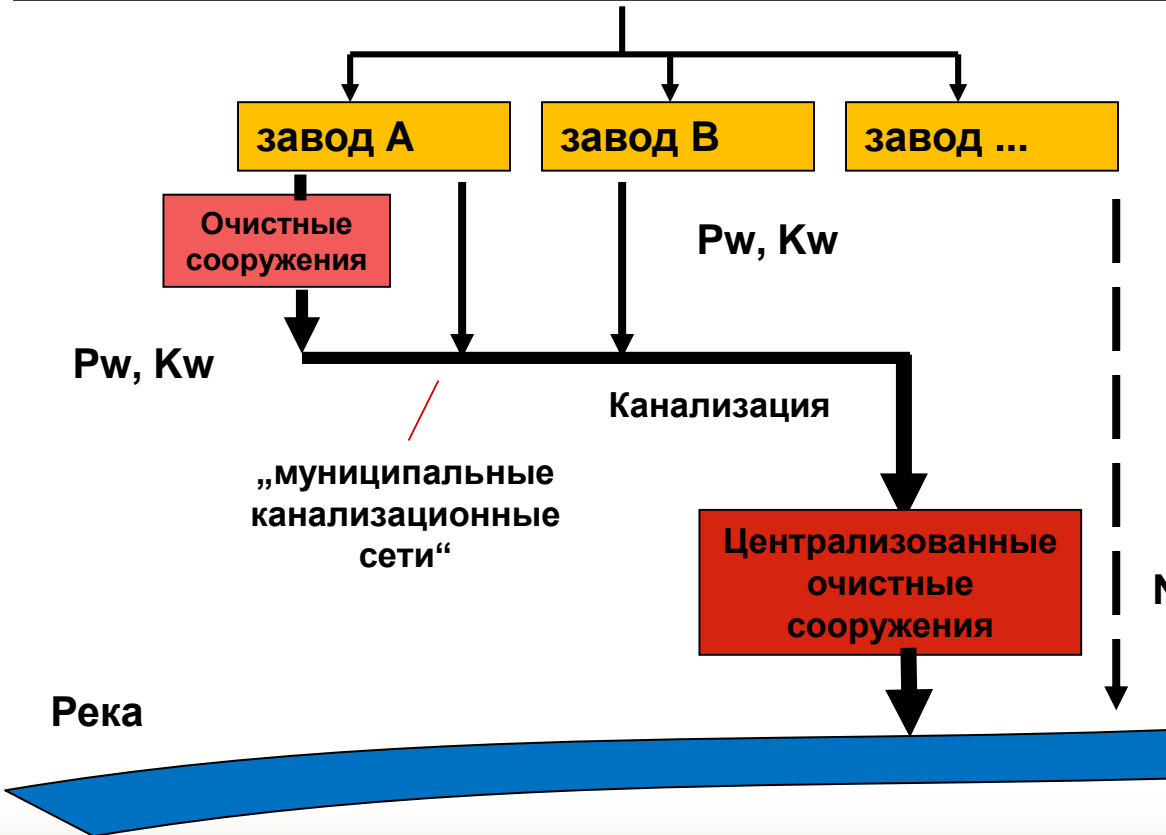 завод A
завод B
завод ...
Очистные
сооружения
Pw, Kw
Pw, Kw
Канализация
„муниципальные
канализационные
сети“
Централизованные
очистные
сооружения
Река